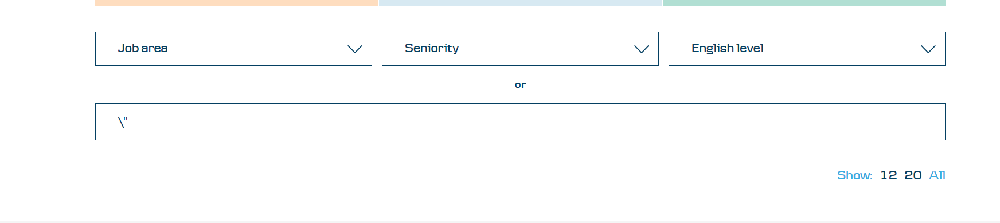 Job area Seniority English level
or
\"
Show: 12 20 All